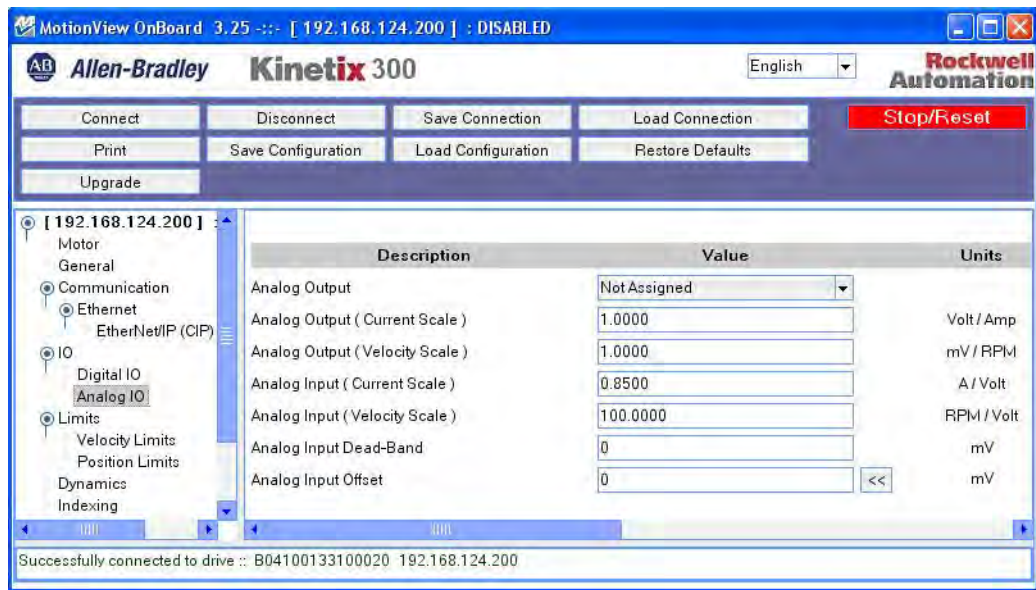 MotionView OnBoard 3.25 -::- [ 192.168.124.200 ] : DISABLED
AB Allen-Bradley Kinetix 300 English Rockwell Automation
Connect Disconnect Save Connection Load Connection Stop/Reset
Print Save Configuration Load Configuration Restore Defaults
Upgrade
[ 192.168.124.200 ] :
Motor
General
Communication
Ethernet
EtherNet/IP (CIP)
IO
Digital IO
Analog IO
Limits
Velocity Limits
Position Limits
Dynamics
Indexing
Description Value Units
Analog Output Not Assigned
Analog Output ( Current Scale ) 1.0000 Volt / Amp
Analog Output ( Velocity Scale ) 1.0000 mV / RPM
Analog Input ( Current Scale ) 0.8500 A / Volt
Analog Input ( Velocity Scale ) 100.0000 RPM / Volt
Analog Input Dead-Band 0 mV
Analog Input Offset 0 << mV
Successfully connected to drive :: B04100133100020 192.168.124.200